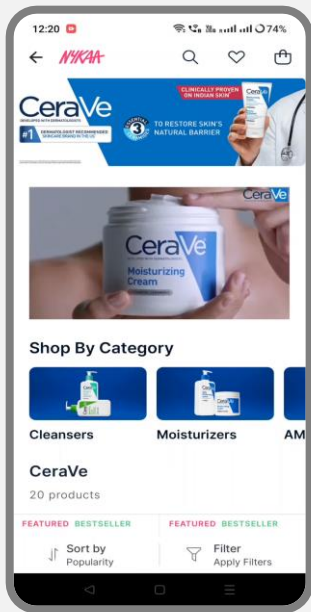 12:20
74%
NYKAA
CLINICALLY PROVEN
ON INDIAN SKIN*
CeraVe
DEVELOPED WITH DERMATOLOGISTS
#1 DERMATOLOGIST RECOMMENDED
SKINCARE BRAND IN THE US
3
TO RESTORE SKIN'S
NATURAL BARRIER
CeraVe
CeraVe
Moisturizing
Cream
Shop By Category
Cleansers
Moisturizers
AM
CeraVe
20 products
FEATURED BESTSELLER
FEATURED BESTSELLER
Sort by
Popularity
Filter
Apply Filters